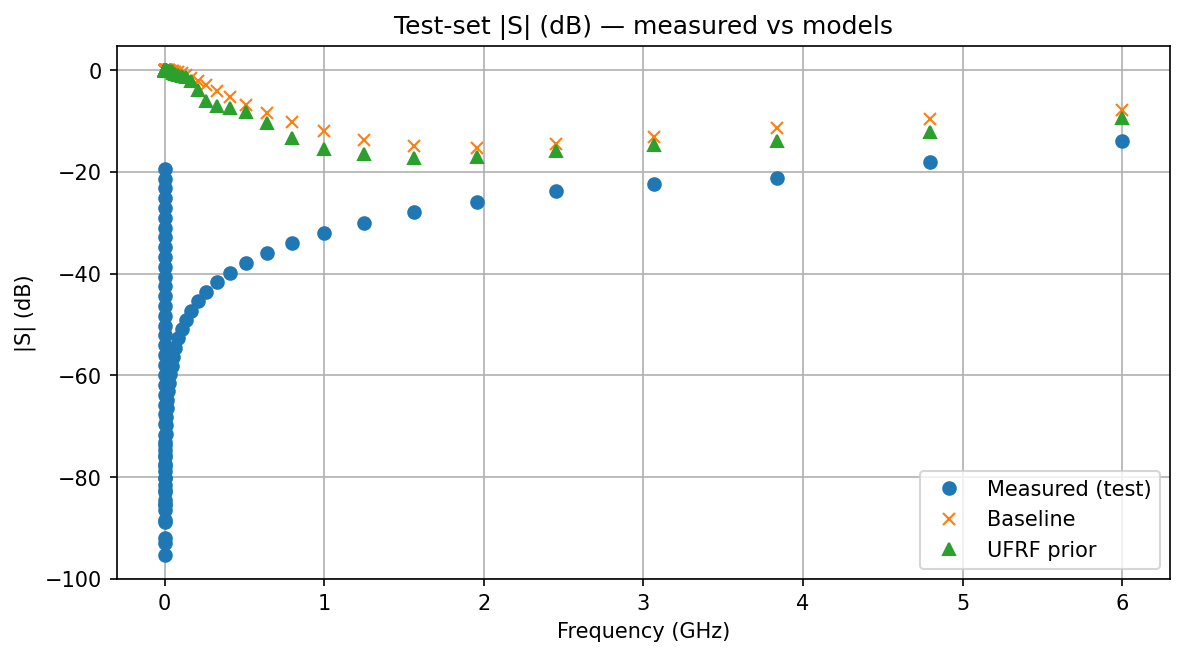 Test-set |S| (dB) — measured vs models
|S| (dB)
0
−20
−40
−60
−80
−100
0 1 2 3 4 5 6
Frequency (GHz)
Measured (test)
Baseline
UFRF prior